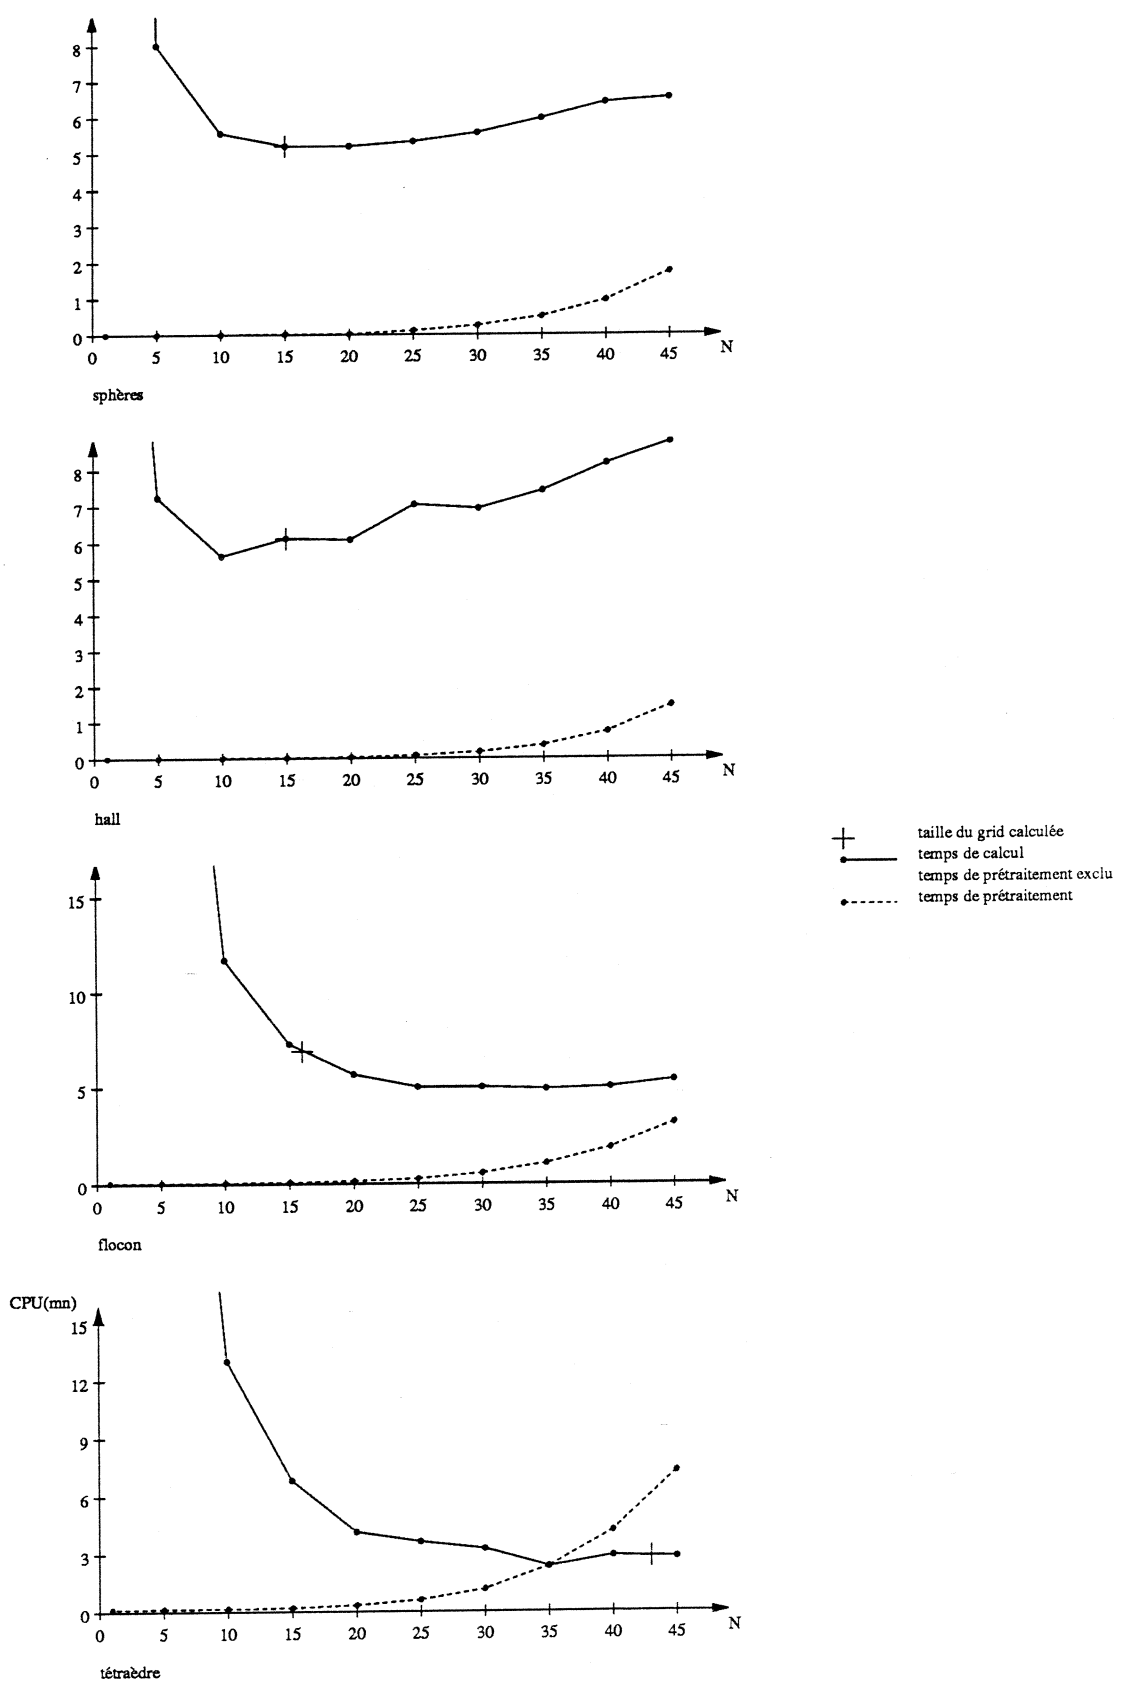 8
7
6
5
4
3
2
1
0
0 5 10 15 20 25 30 35 40 45 N
sphères
8
7
6
5
4
3
2
1
0
0 5 10 15 20 25 30 35 40 45 N
hall
taille du grid calculée
temps de calcul
temps de prétraitement exclu
temps de prétraitement
15
10
5
0
0 5 10 15 20 25 30 35 40 45 N
flocon
CPU(mn)
15
12
9
6
3
0
0 5 10 15 20 25 30 35 40 45 N
tétraèdre